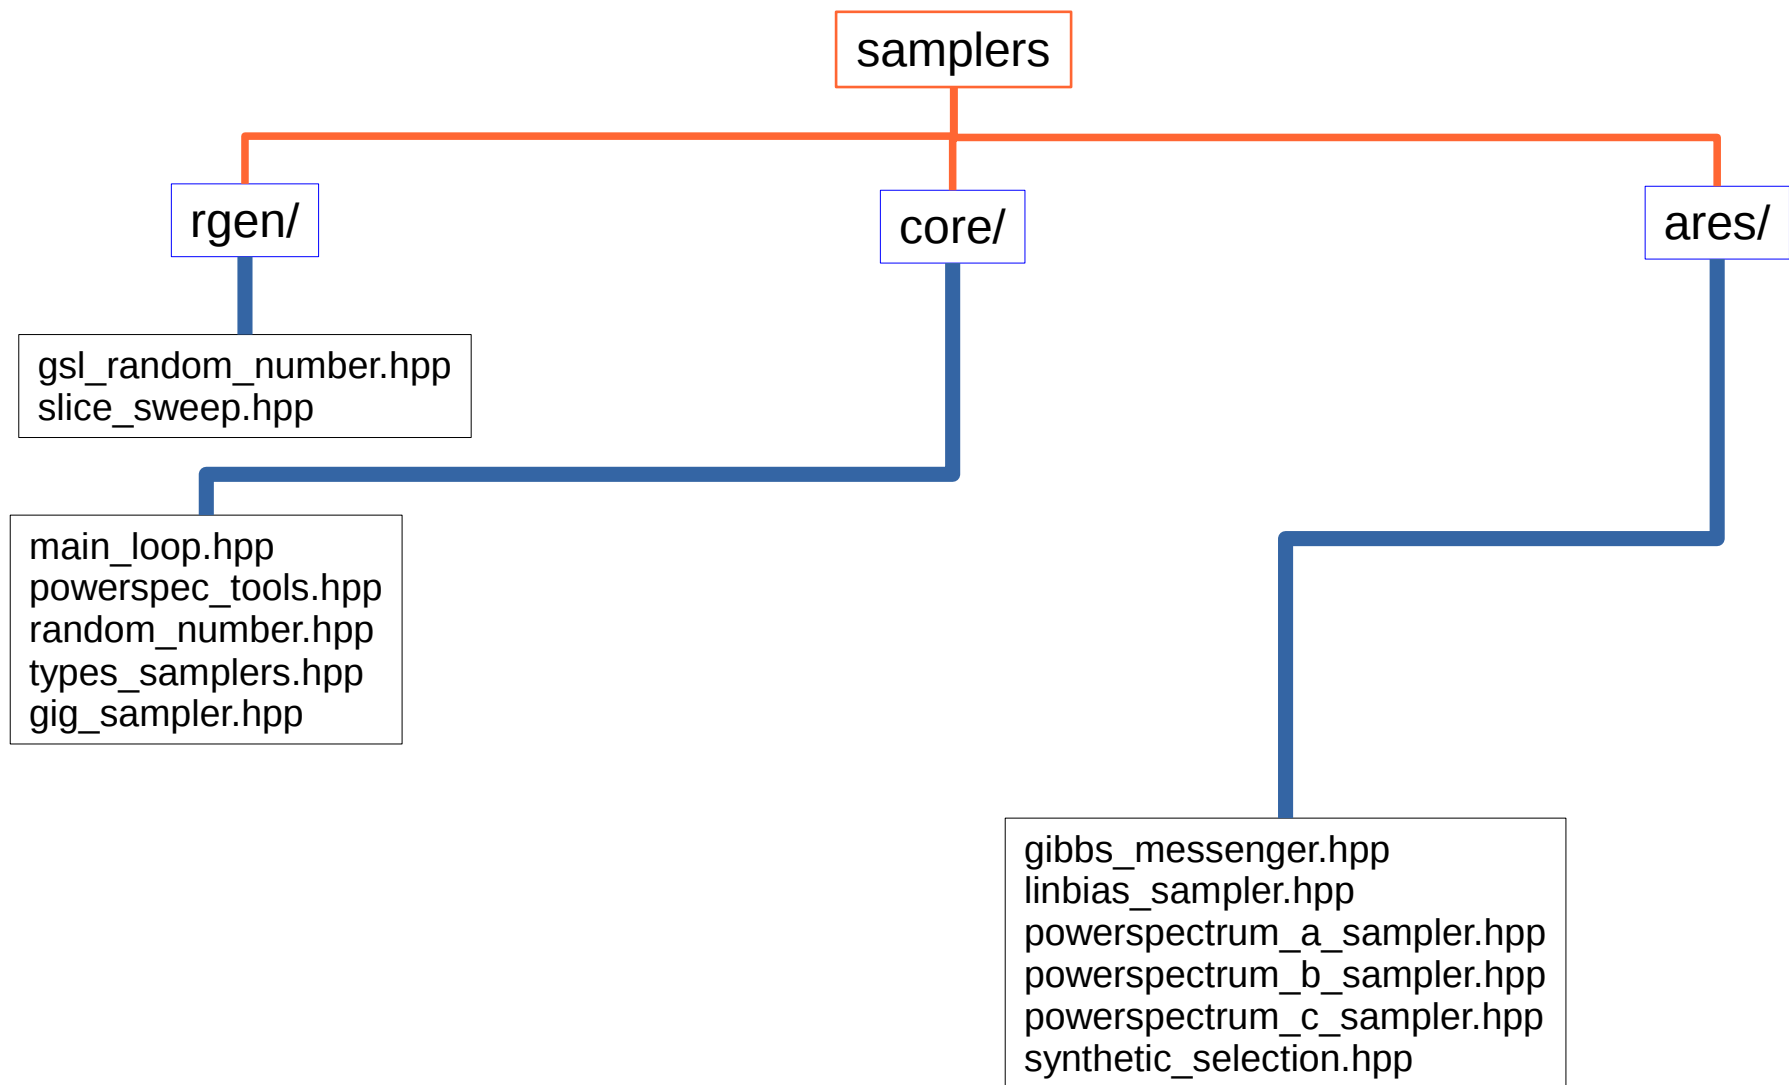 samplers
rgen/
core/
ares/
gsl_random_number.hpp
slice_sweep.hpp
main_loop.hpp
powerspec_tools.hpp
random_number.hpp
types_samplers.hpp
gig_sampler.hpp
gibbs_messenger.hpp
linbias_sampler.hpp
powerspectrum_a_sampler.hpp
powerspectrum_b_sampler.hpp
powerspectrum_c_sampler.hpp
synthetic_selection.hpp